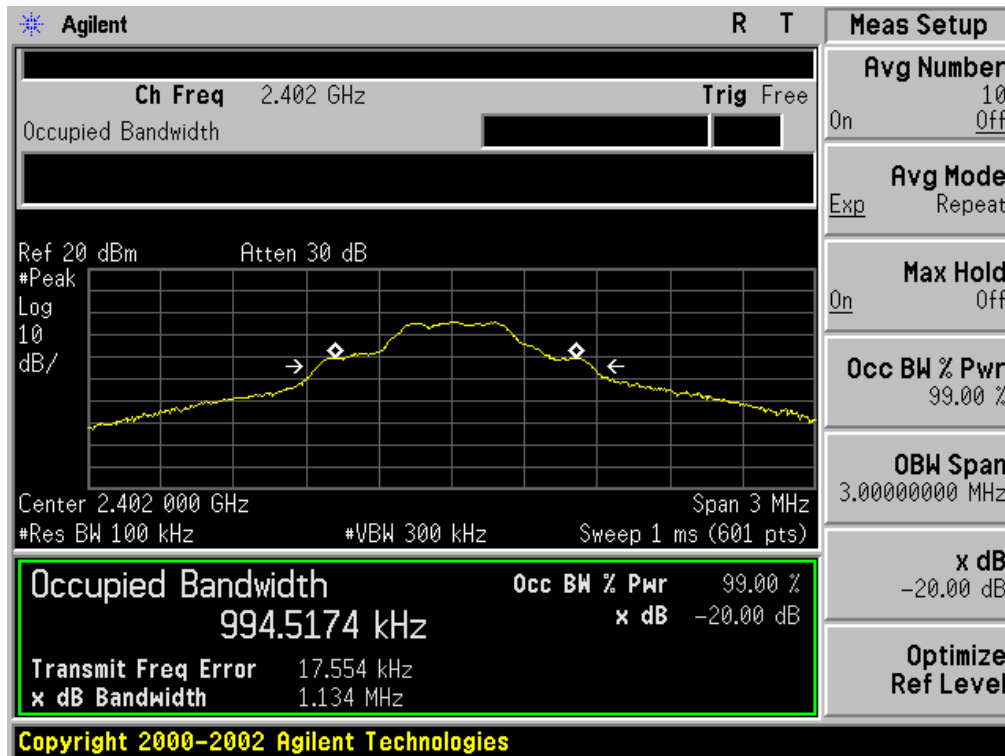 Agilent R T
Ch Freq 2.402 GHz Trig Free
Occupied Bandwidth
Ref 20 dBm Atten 30 dB
#Peak
Log
10
dB/
Center 2.402 000 GHz Span 3 MHz
#Res BW 100 kHz #VBW 300 kHz Sweep 1 ms (601 pts)
Occupied Bandwidth Occ BW % Pwr 99.00 %
994.5174 kHz x dB -20.00 dB
Transmit Freq Error 17.554 kHz
x dB Bandwidth 1.134 MHz
Copyright 2000-2002 Agilent Technologies
Meas Setup
Avg Number
10
On Off
Avg Mode
Exp Repeat
Max Hold
On Off
Occ BW % Pwr
99.00 %
OBW Span
3.00000000 MHz
x dB
-20.00 dB
Optimize
Ref Level